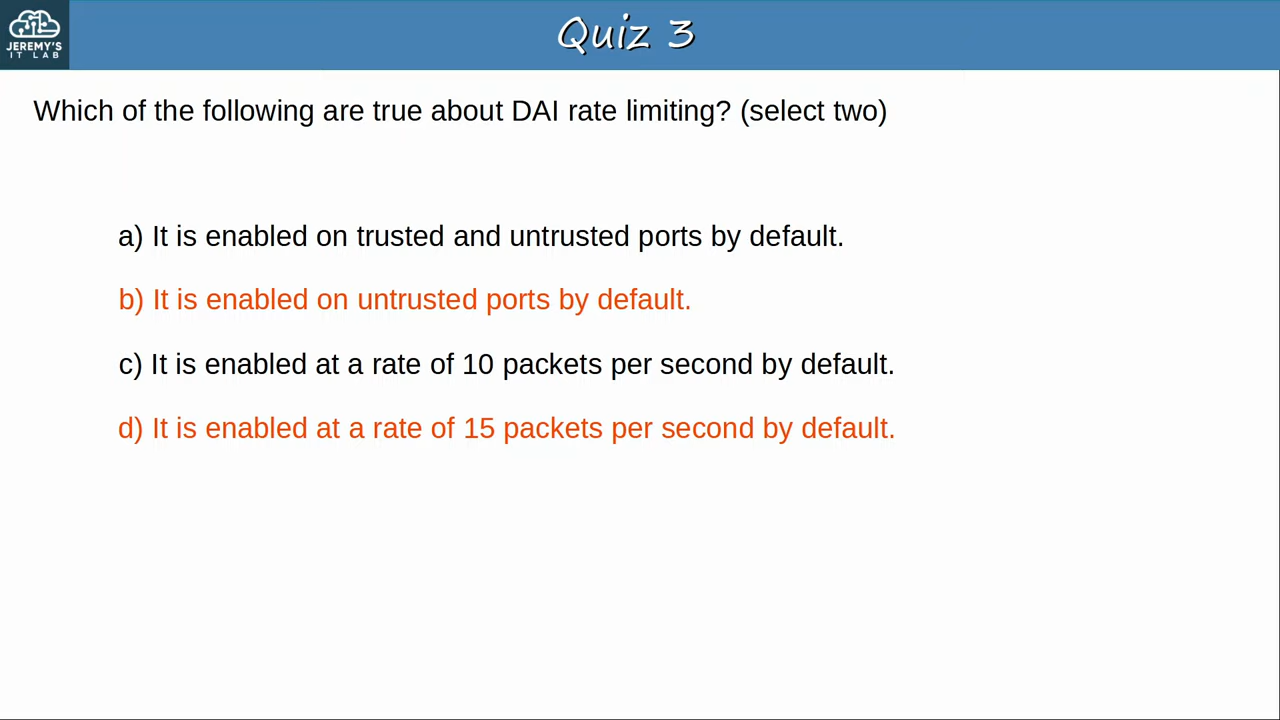 JEREMY'S
IT LAB
Quiz 3
Which of the following are true about DAI rate limiting? (select two)
a) It is enabled on trusted and untrusted ports by default.
b) It is enabled on untrusted ports by default.
c) It is enabled at a rate of 10 packets per second by default.
d) It is enabled at a rate of 15 packets per second by default.